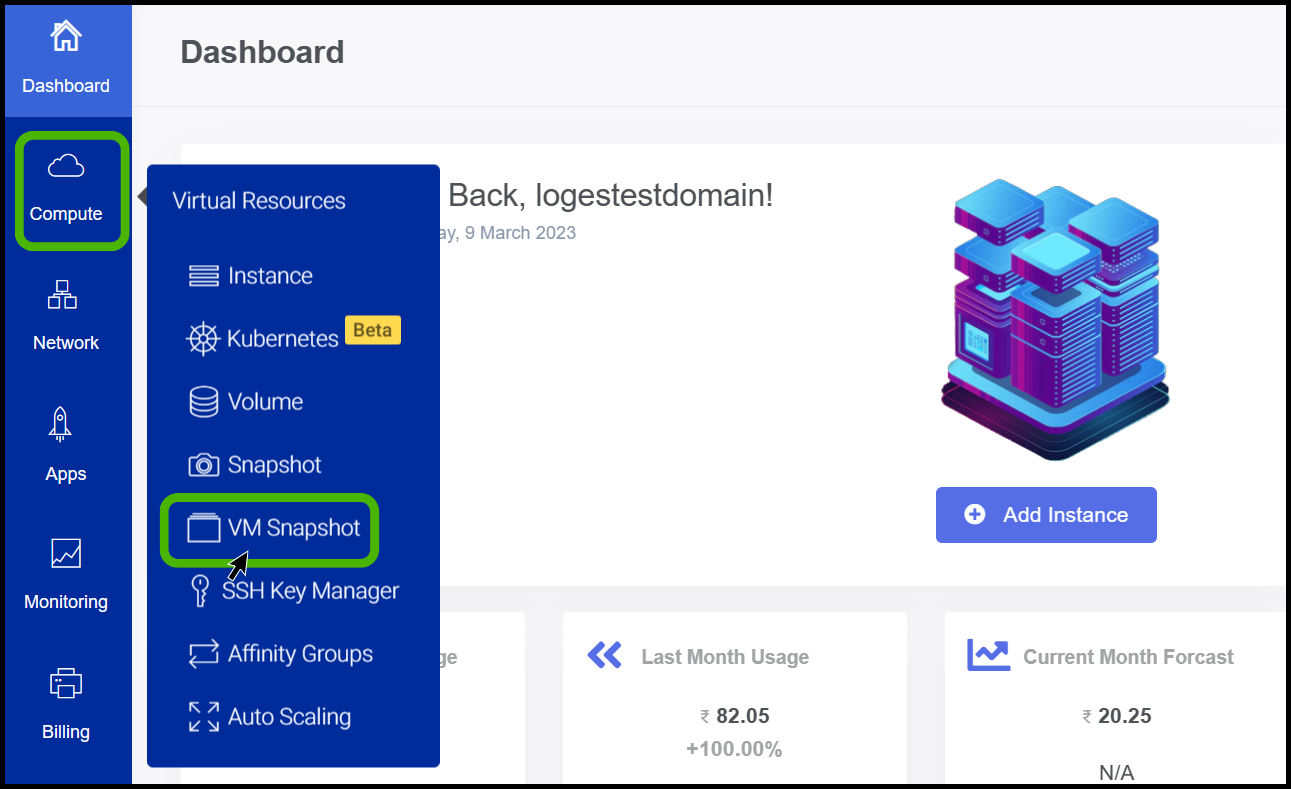 Dashboard
Compute
Network
Apps
Monitoring
Billing
Dashboard
Virtual Resources
Instance
Kubernetes Beta
Volume
Snapshot
VM Snapshot
SSH Key Manager
Affinity Groups
Auto Scaling
Back, logestestdomain!
ay, 9 March 2023
Add Instance
ge
Last Month Usage
₹ 82.05
+100.00%
Current Month Forcast
₹ 20.25
N/A